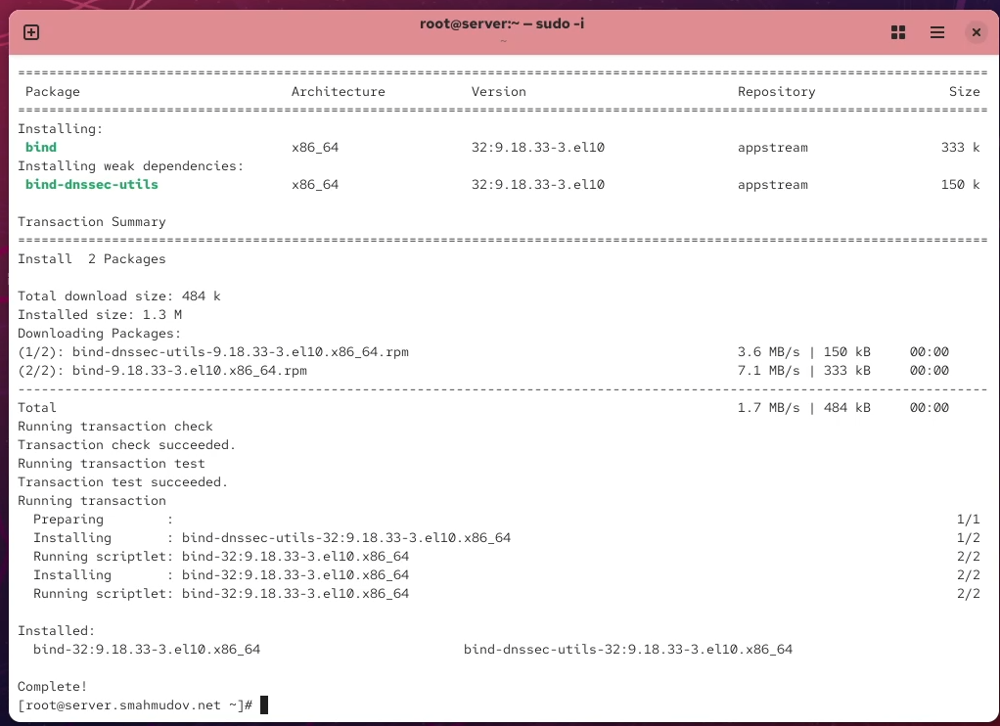 root@server:~ — sudo -i
~
==============================================================================================================================
 Package                           Architecture           Version                           Repository                 Size
==============================================================================================================================
Installing:
 bind                              x86_64                 32:9.18.33-3.el10                 appstream                 333 k
Installing weak dependencies:
 bind-dnssec-utils                 x86_64                 32:9.18.33-3.el10                 appstream                 150 k
Transaction Summary
==============================================================================================================================
Install  2 Packages
Total download size: 484 k
Installed size: 1.3 M
Downloading Packages:
(1/2): bind-dnssec-utils-9.18.33-3.el10.x86_64.rpm                                          3.6 MB/s | 150 kB     00:00
(2/2): bind-9.18.33-3.el10.x86_64.rpm                                                       7.1 MB/s | 333 kB     00:00
------------------------------------------------------------------------------------------------------------------------------
Total                                                                                       1.7 MB/s | 484 kB     00:00
Running transaction check
Transaction check succeeded.
Running transaction test
Transaction test succeeded.
Running transaction
  Preparing        :                                                                                                    1/1
  Installing       : bind-dnssec-utils-32:9.18.33-3.el10.x86_64                                                         1/2
  Running scriptlet: bind-32:9.18.33-3.el10.x86_64                                                                      2/2
  Installing       : bind-32:9.18.33-3.el10.x86_64                                                                      2/2
  Running scriptlet: bind-32:9.18.33-3.el10.x86_64                                                                      2/2
Installed:
  bind-32:9.18.33-3.el10.x86_64                          bind-dnssec-utils-32:9.18.33-3.el10.x86_64
Complete!
[root@server.smahmudov.net ~]#